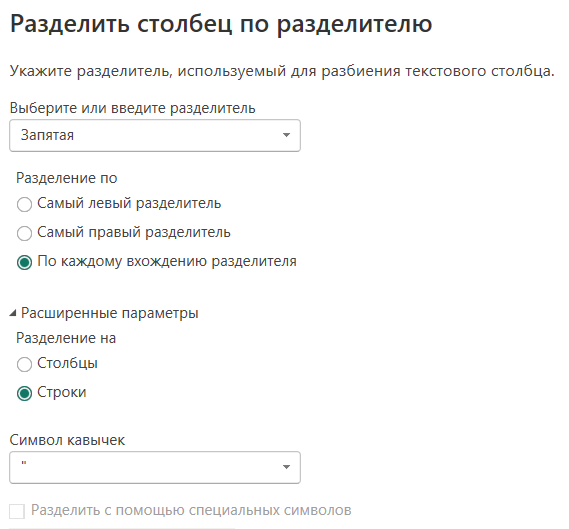 Разделить столбец по разделителю
Укажите разделитель, используемый для разбиения текстового столбца.
Выберите или введите разделитель
Запятая
Разделение по
Самый левый разделитель
Самый правый разделитель
По каждому вхождению разделителя
Расширенные параметры
Разделение на
Столбцы
Строки
Символ кавычек
"
Разделить с помощью специальных символов